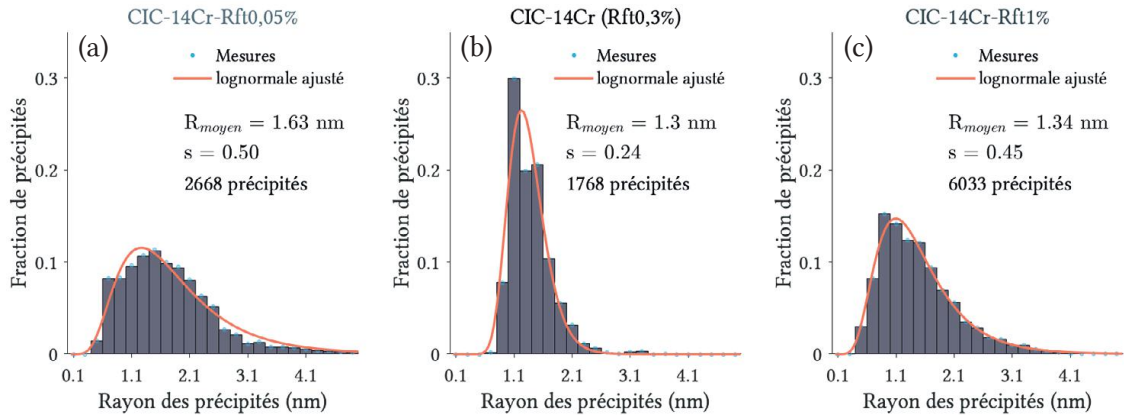 CIC-14Cr-Rft0,05%
(a)
Mesures
lognormale ajusté
R_moyen = 1.63 nm
s = 0.50
2668 précipités
Fraction de précipités
0.3
0.2
0.1
0
0.1 1.1 2.1 3.1 4.1
Rayon des précipités (nm)
CIC-14Cr (Rft0,3%)
(b)
Mesures
lognormale ajusté
R_moyen = 1.3 nm
s = 0.24
1768 précipités
Fraction de précipités
0.3
0.2
0.1
0
0.1 1.1 2.1 3.1 4.1
Rayon des précipités (nm)
CIC-14Cr-Rft1%
(c)
Mesures
lognormale ajusté
R_moyen = 1.34 nm
s = 0.45
6033 précipités
Fraction de précipités
0.3
0.2
0.1
0
0.1 1.1 2.1 3.1 4.1
Rayon des précipités (nm)